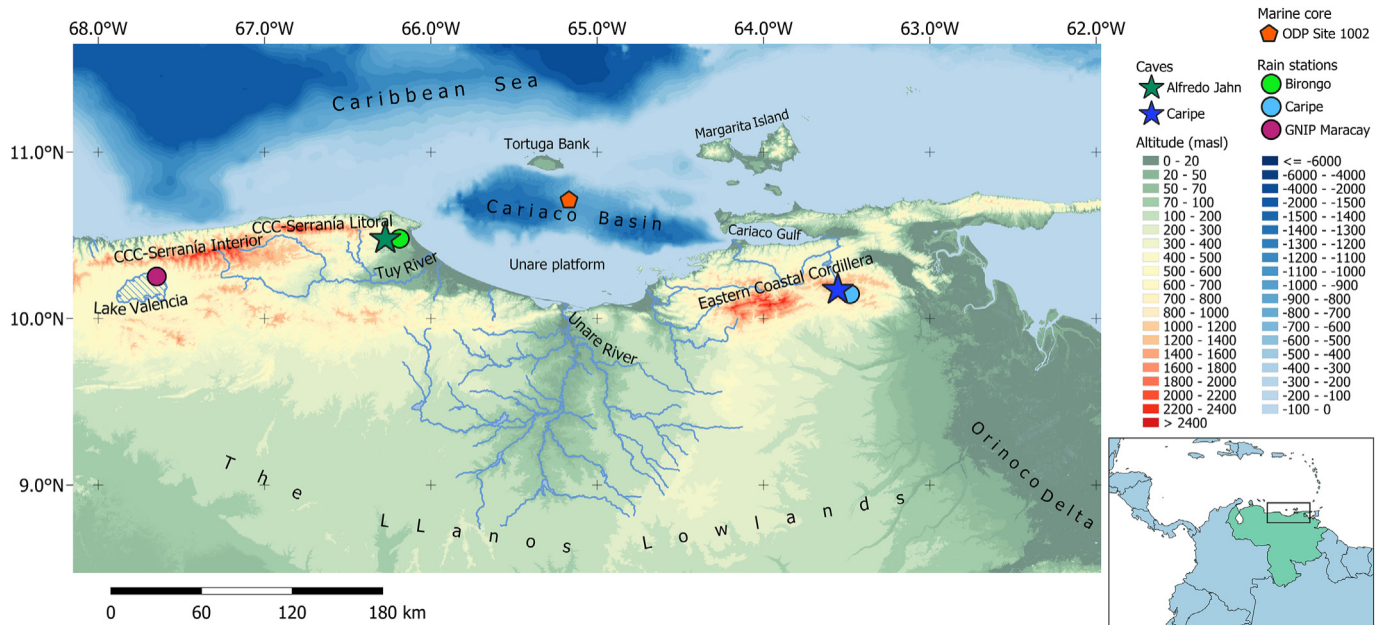 68.0°W 67.0°W 66.0°W 65.0°W 64.0°W 63.0°W 62.0°W
11.0°N
10.0°N
9.0°N
Caribbean Sea
Margarita Island
Tortuga Bank
Cariaco Basin
CCC-Serranía Litoral
Cariaco Gulf
CCC-Serranía Interior
Tuy River
Unare platform
Eastern Coastal Cordillera
Lake Valencia
Unare River
The LLanos Lowlands
Orinoco Delta
0 60 120 180 km
Marine core
ODP Site 1002
Caves
Alfredo Jahn
Caripe
Rain stations
Birongo
Caripe
GNIP Maracay
Altitude (masl)
0 - 20
20 - 50
50 - 70
70 - 100
100 - 200
200 - 300
300 - 400
400 - 500
500 - 600
600 - 700
700 - 800
800 - 1000
1000 - 1200
1200 - 1400
1400 - 1600
1600 - 1800
1800 - 2000
2000 - 2200
2200 - 2400
> 2400
<= -6000
-6000 - -4000
-4000 - -2000
-2000 - -1500
-1500 - -1400
-1400 - -1300
-1300 - -1200
-1200 - -1100
-1100 - -1000
-1000 - -900
-900 - -800
-800 - -700
-700 - -600
-600 - -500
-500 - -400
-400 - -300
-300 - -200
-200 - -100
-100 - 0